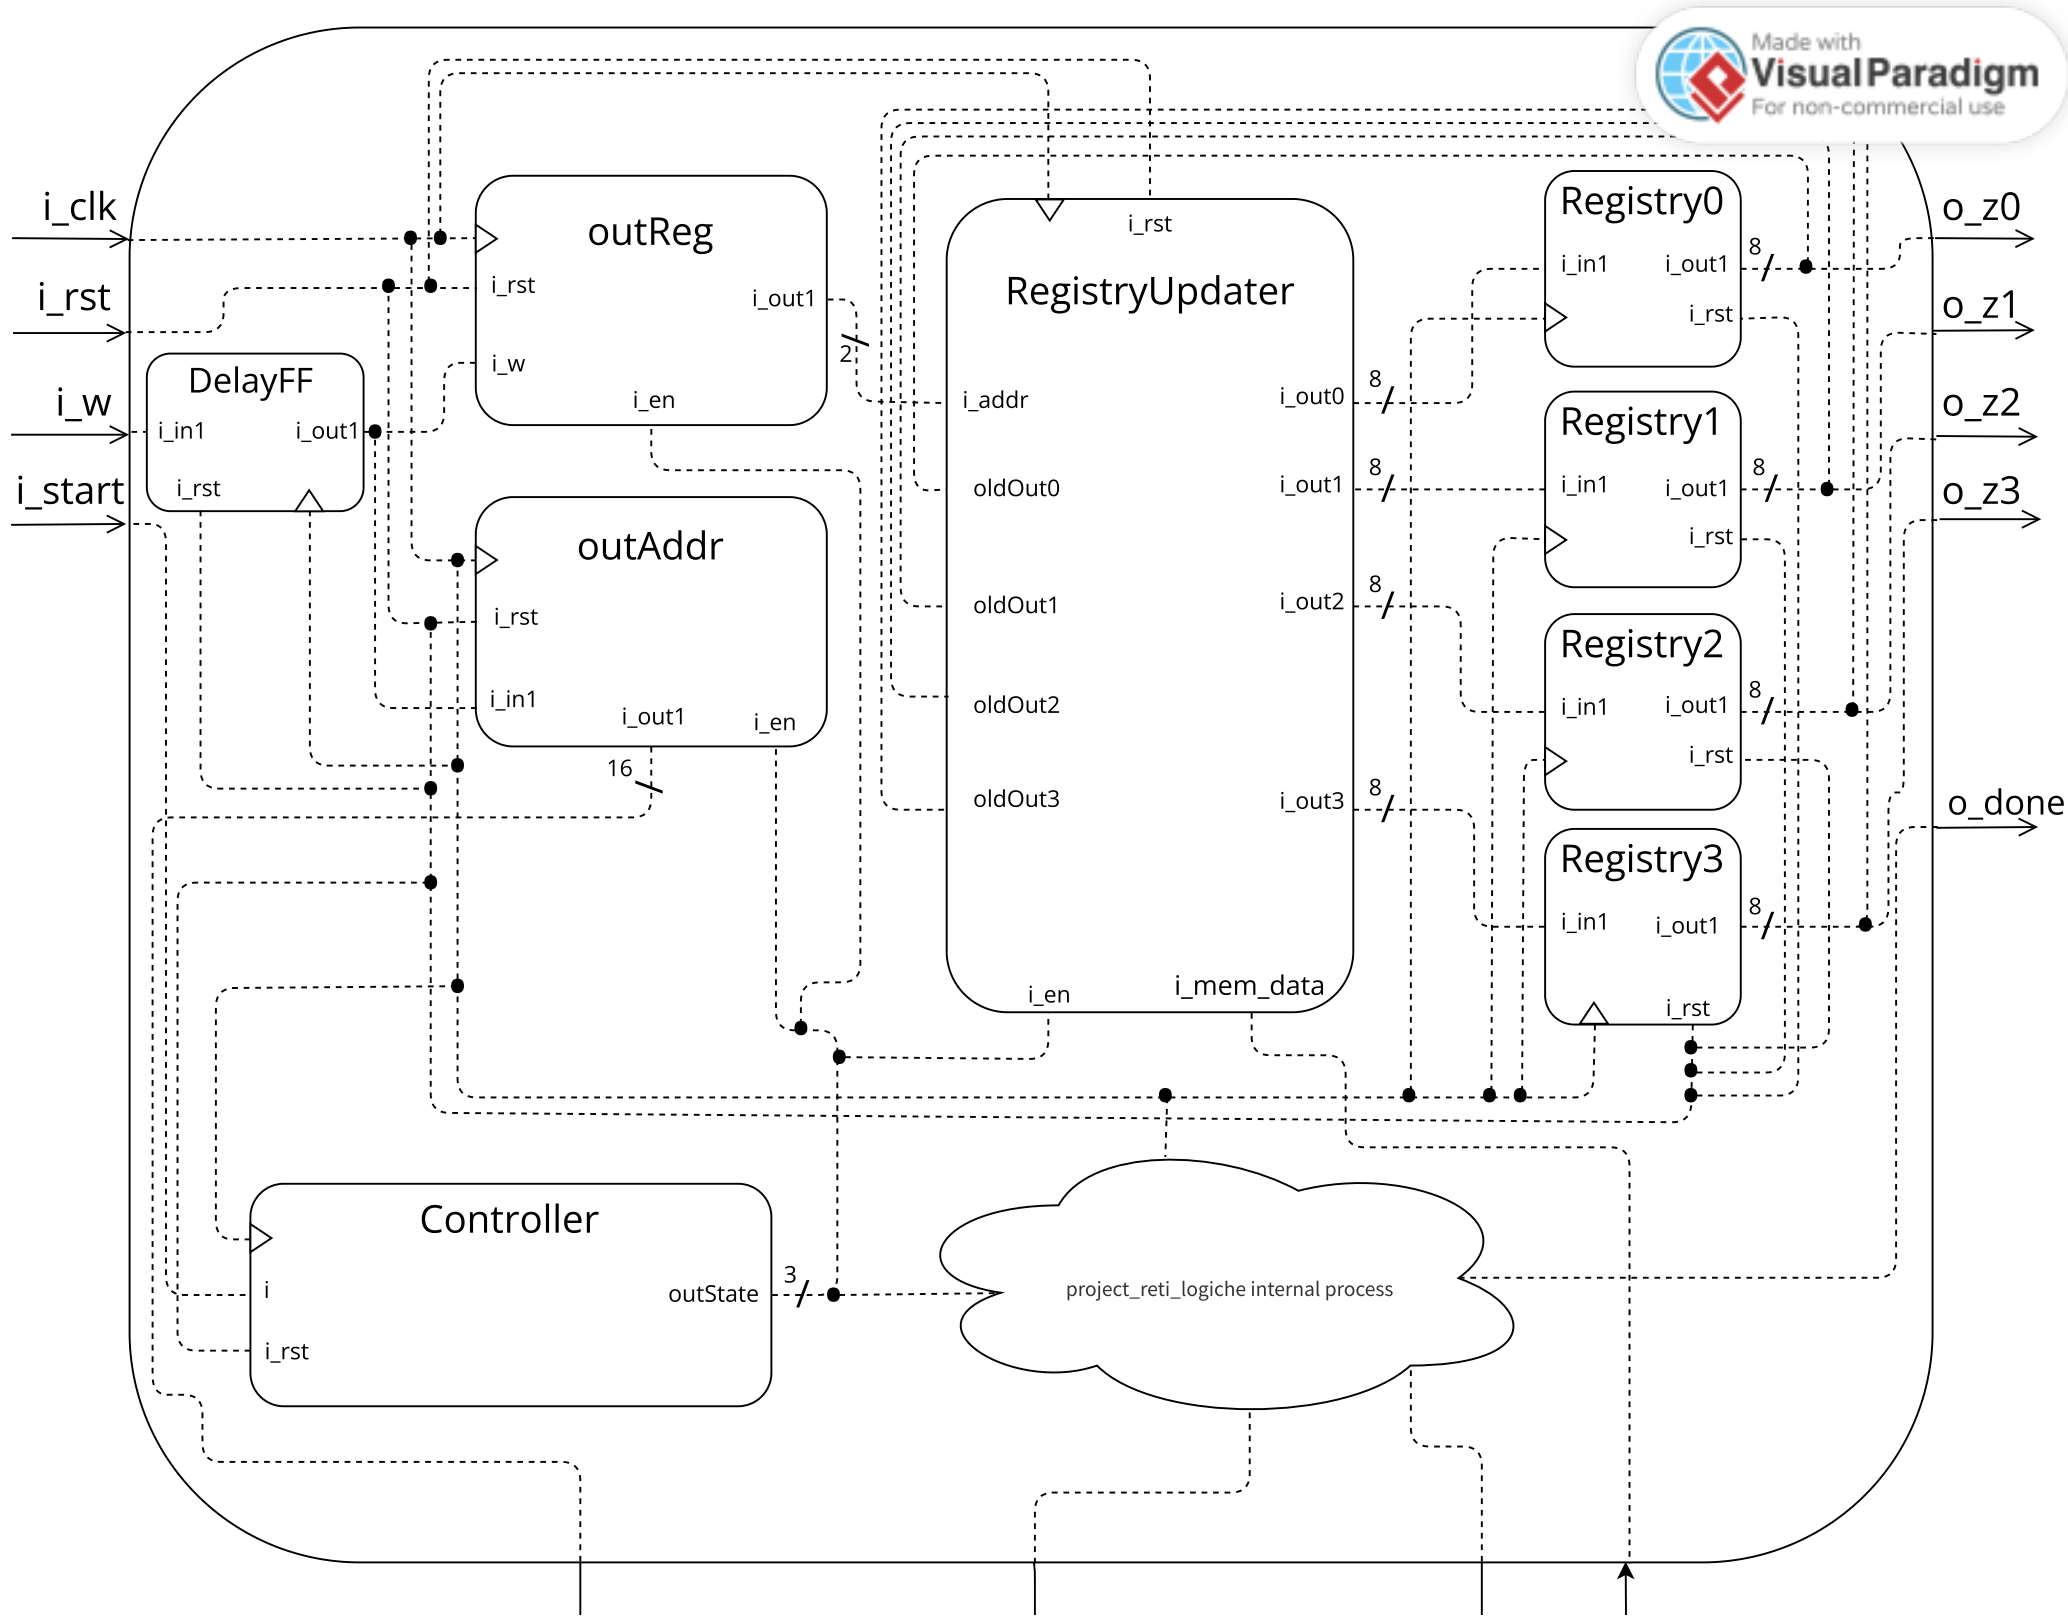 Made with
Visual Paradigm
For non-commercial use
i_clk
i_rst
i_w
i_start
DelayFF
i_in1
i_out1
i_rst
outReg
i_rst
i_out1
i_w
i_en
2
outAddr
i_rst
i_in1
i_out1
i_en
16
RegistryUpdater
i_rst
i_addr
oldOut0
oldOut1
oldOut2
oldOut3
i_out0
8
i_out1
8
i_out2
8
i_out3
8
i_en
i_mem_data
Registry0
i_in1
i_out1
8
i_rst
Registry1
i_in1
i_out1
8
i_rst
Registry2
i_in1
i_out1
8
i_rst
Registry3
i_in1
i_out1
8
i_rst
o_z0
o_z1
o_z2
o_z3
o_done
Controller
i
i_rst
outState
3
project_reti_logiche internal process